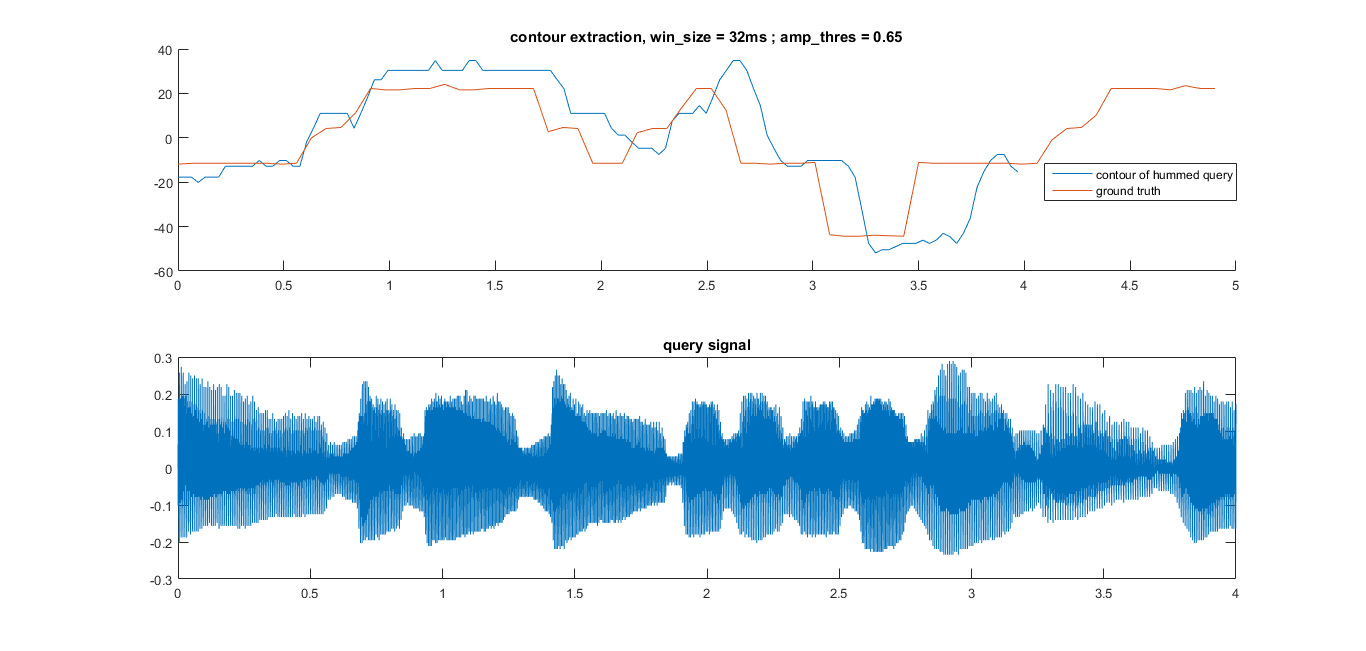 contour extraction, win_size = 32ms ; amp_thres = 0.65
40
20
0
-20
-40
-60
contour of hummed query
ground truth
0 0.5 1 1.5 2 2.5 3 3.5 4 4.5 5
query signal
0.3
0.2
0.1
0
-0.1
-0.2
-0.3
0 0.5 1 1.5 2 2.5 3 3.5 4